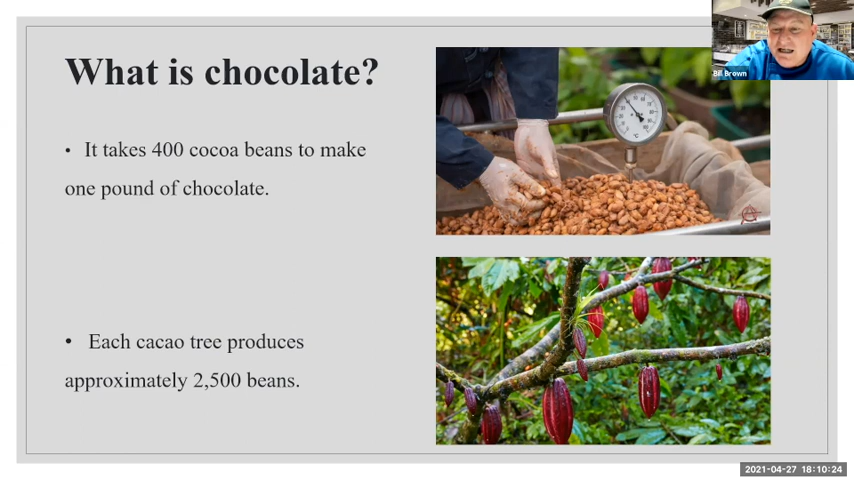 What is chocolate?
• It takes 400 cocoa beans to make
one pound of chocolate.
• Each cacao tree produces
approximately 2,500 beans.
Bill Brown
2021-04-27 18:10:24